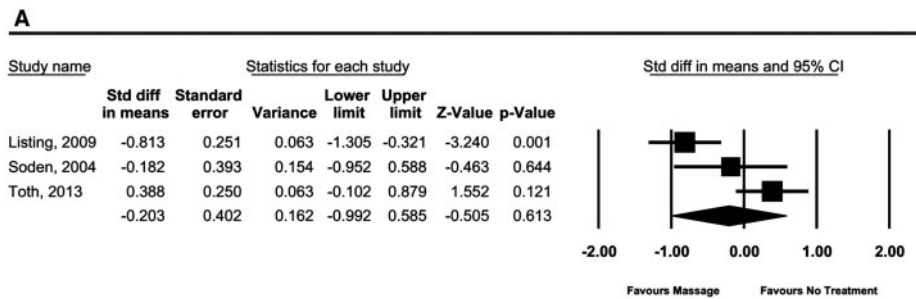 A
Study name Statistics for each study Std diff in means and 95% CI
Std diff Standard Lower Upper
in means error Variance limit limit Z-Value p-Value
Listing, 2009 -0.813 0.251 0.063 -1.305 -0.321 -3.240 0.001
Soden, 2004 -0.182 0.393 0.154 -0.952 0.588 -0.463 0.644
Toth, 2013 0.388 0.250 0.063 -0.102 0.879 1.552 0.121
-0.203 0.402 0.162 -0.992 0.585 -0.505 0.613
-2.00 -1.00 0.00 1.00 2.00
Favours Massage Favours No Treatment